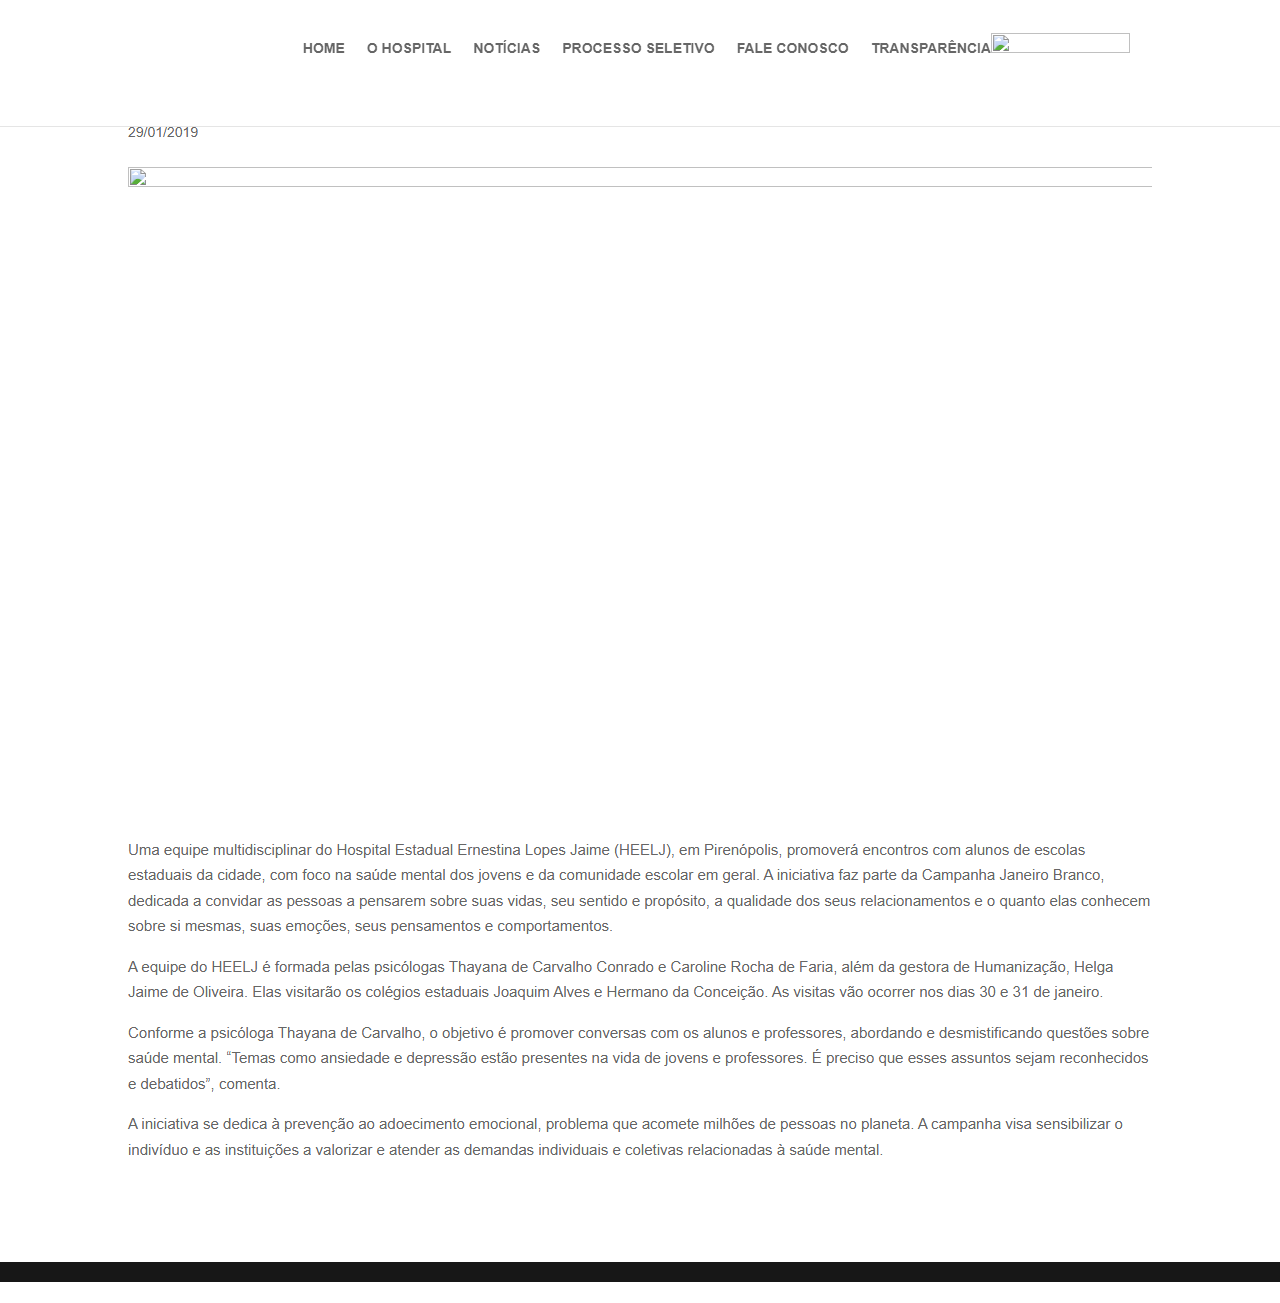 HOME O HOSPITAL NOTÍCIAS PROCESSO SELETIVO FALE CONOSCO TRANSPARÊNCIA
29/01/2019
Uma equipe multidisciplinar do Hospital Estadual Ernestina Lopes Jaime (HEELJ), em Pirenópolis, promoverá encontros com alunos de escolas
estaduais da cidade, com foco na saúde mental dos jovens e da comunidade escolar em geral. A iniciativa faz parte da Campanha Janeiro Branco,
dedicada a convidar as pessoas a pensarem sobre suas vidas, seu sentido e propósito, a qualidade dos seus relacionamentos e o quanto elas conhecem
sobre si mesmas, suas emoções, seus pensamentos e comportamentos.
A equipe do HEELJ é formada pelas psicólogas Thayana de Carvalho Conrado e Caroline Rocha de Faria, além da gestora de Humanização, Helga
Jaime de Oliveira. Elas visitarão os colégios estaduais Joaquim Alves e Hermano da Conceição. As visitas vão ocorrer nos dias 30 e 31 de janeiro.
Conforme a psicóloga Thayana de Carvalho, o objetivo é promover conversas com os alunos e professores, abordando e desmistificando questões sobre
saúde mental. “Temas como ansiedade e depressão estão presentes na vida de jovens e professores. É preciso que esses assuntos sejam reconhecidos
e debatidos”, comenta.
A iniciativa se dedica à prevenção ao adoecimento emocional, problema que acomete milhões de pessoas no planeta. A campanha visa sensibilizar o
indivíduo e as instituições a valorizar e atender as demandas individuais e coletivas relacionadas à saúde mental.